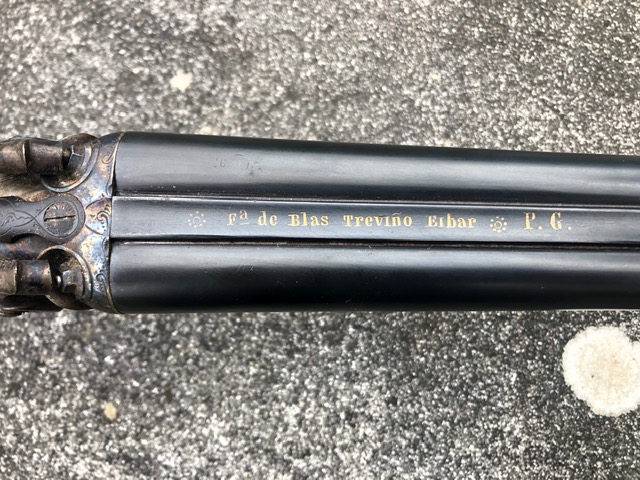 Fª de Blas Treviño Eibar P. G.